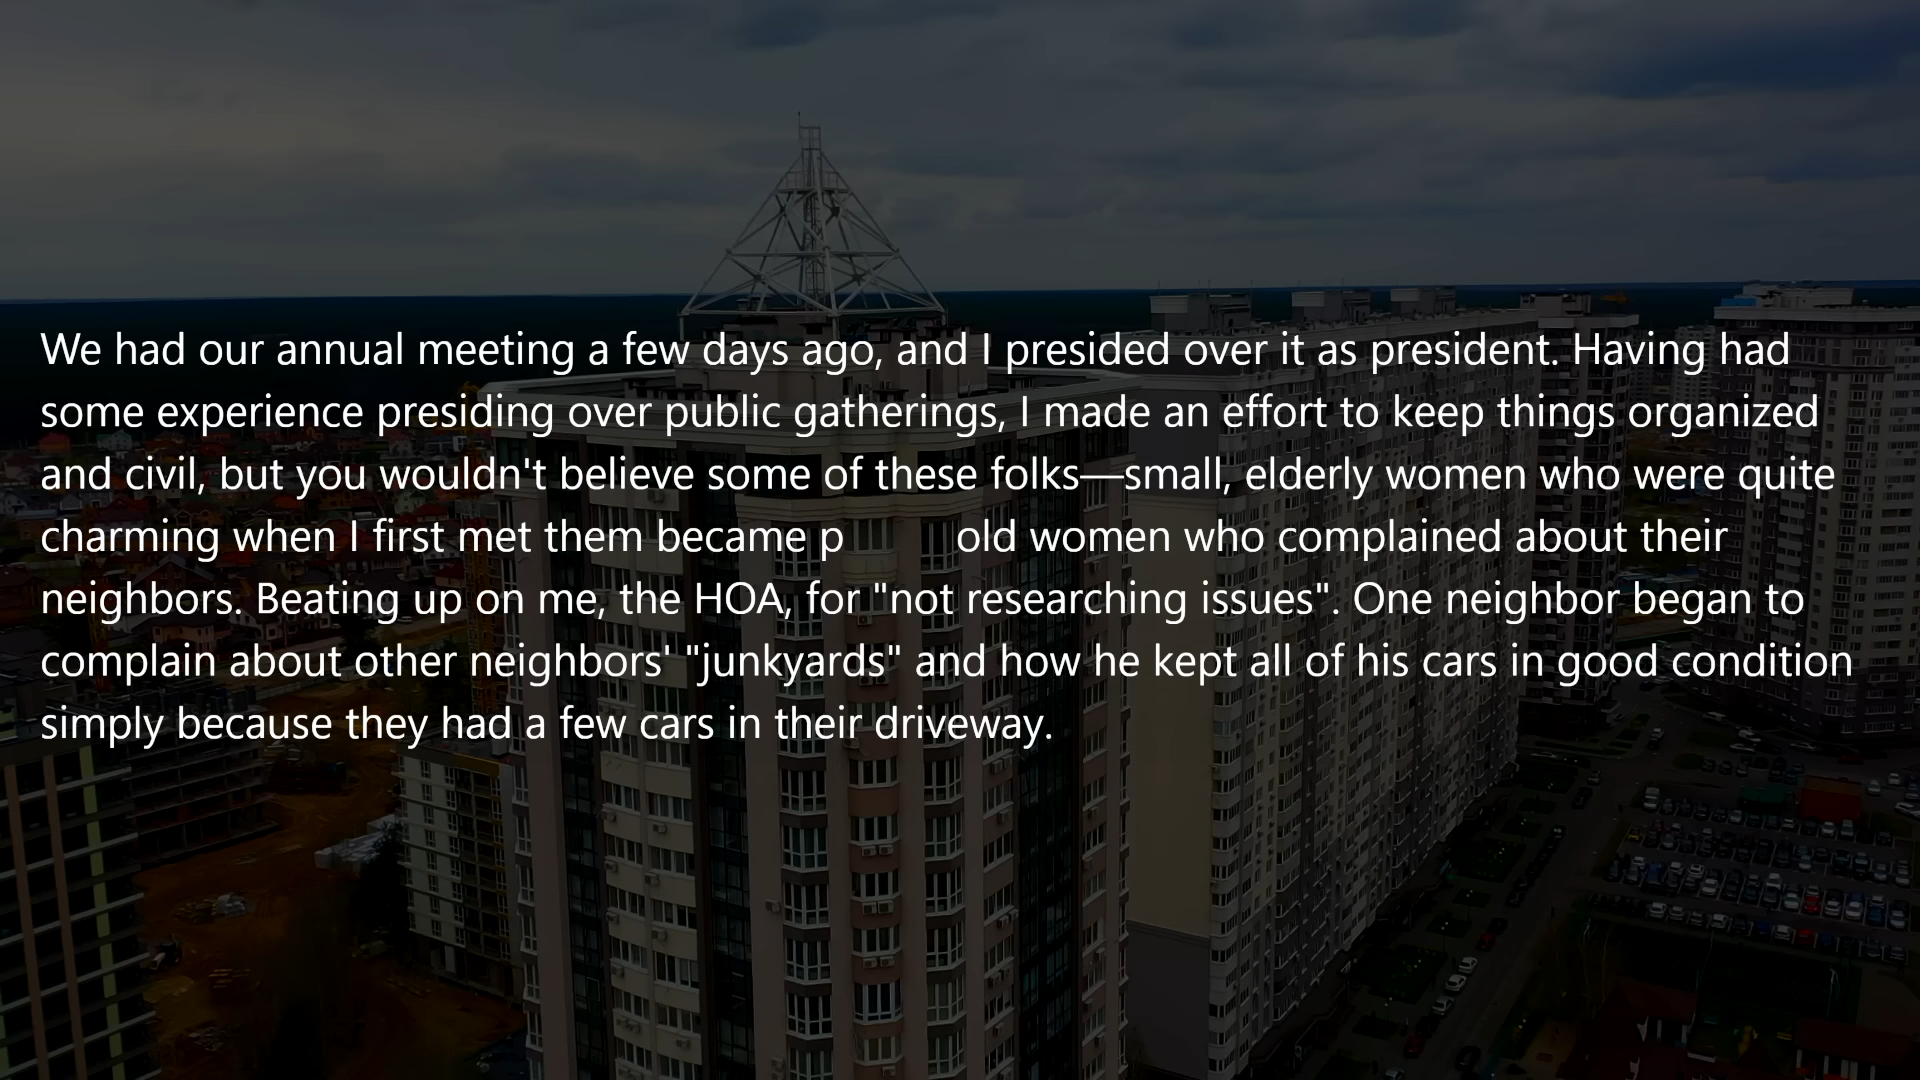 We had our annual meeting a few days ago, and I presided over it as president. Having had
some experience presiding over public gatherings, I made an effort to keep things organized
and civil, but you wouldn't believe some of these folks—small, elderly women who were quite
charming when I first met them became p old women who complained about their
neighbors. Beating up on me, the HOA, for "not researching issues". One neighbor began to
complain about other neighbors' "junkyards" and how he kept all of his cars in good condition
simply because they had a few cars in their driveway.